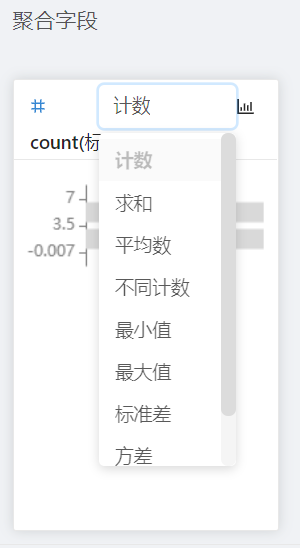 聚合字段
计数
count(标
计数
7
求和
3.5
平均数
-0.007
不同计数
最小值
最大值
标准差
方差